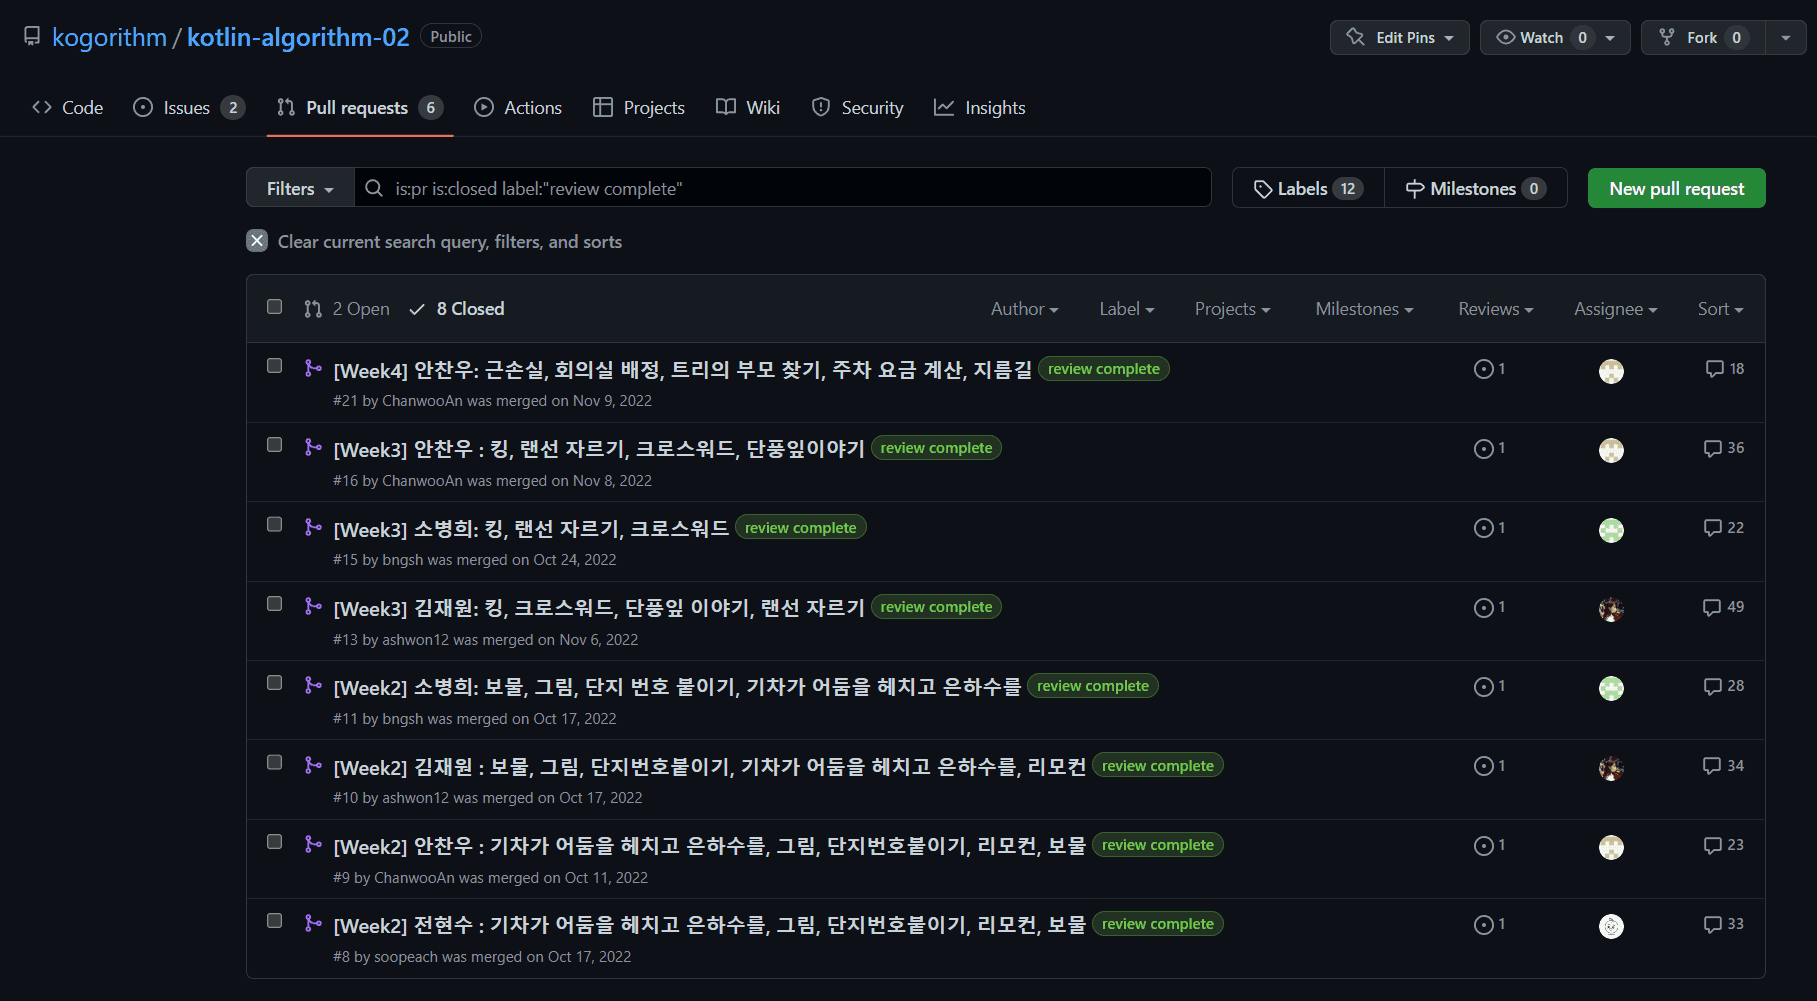 kogorithm / kotlin-algorithm-02 Public
Edit Pins Watch 0 Fork 0
Code Issues 2 Pull requests 6 Actions Projects Wiki Security Insights
Filters is:pr is:closed label:"review complete" Labels 12 Milestones 0 New pull request
Clear current search query, filters, and sorts
2 Open 8 Closed Author Label Projects Milestones Reviews Assignee Sort
[Week4] 안찬우: 근손실, 회의실 배정, 트리의 부모 찾기, 주차 요금 계산, 지름길 review complete 1 18
#21 by ChanwooAn was merged on Nov 9, 2022
[Week3] 안찬우 : 킹, 랜선 자르기, 크로스워드, 단풍잎이야기 review complete 1 36
#16 by ChanwooAn was merged on Nov 8, 2022
[Week3] 소병희: 킹, 랜선 자르기, 크로스워드 review complete 1 22
#15 by bngsh was merged on Oct 24, 2022
[Week3] 김재원: 킹, 크로스워드, 단풍잎 이야기, 랜선 자르기 review complete 1 49
#13 by ashwon12 was merged on Nov 6, 2022
[Week2] 소병희: 보물, 그림, 단지 번호 붙이기, 기차가 어둠을 헤치고 은하수를 review complete 1 28
#11 by bngsh was merged on Oct 17, 2022
[Week2] 김재원 : 보물, 그림, 단지번호붙이기, 기차가 어둠을 헤치고 은하수를, 리모컨 review complete 1 34
#10 by ashwon12 was merged on Oct 17, 2022
[Week2] 안찬우 : 기차가 어둠을 헤치고 은하수를, 그림, 단지번호붙이기, 리모컨, 보물 review complete 1 23
#9 by ChanwooAn was merged on Oct 11, 2022
[Week2] 전현수 : 기차가 어둠을 헤치고 은하수를, 그림, 단지번호붙이기, 리모컨, 보물 review complete 1 33
#8 by soopeach was merged on Oct 17, 2022